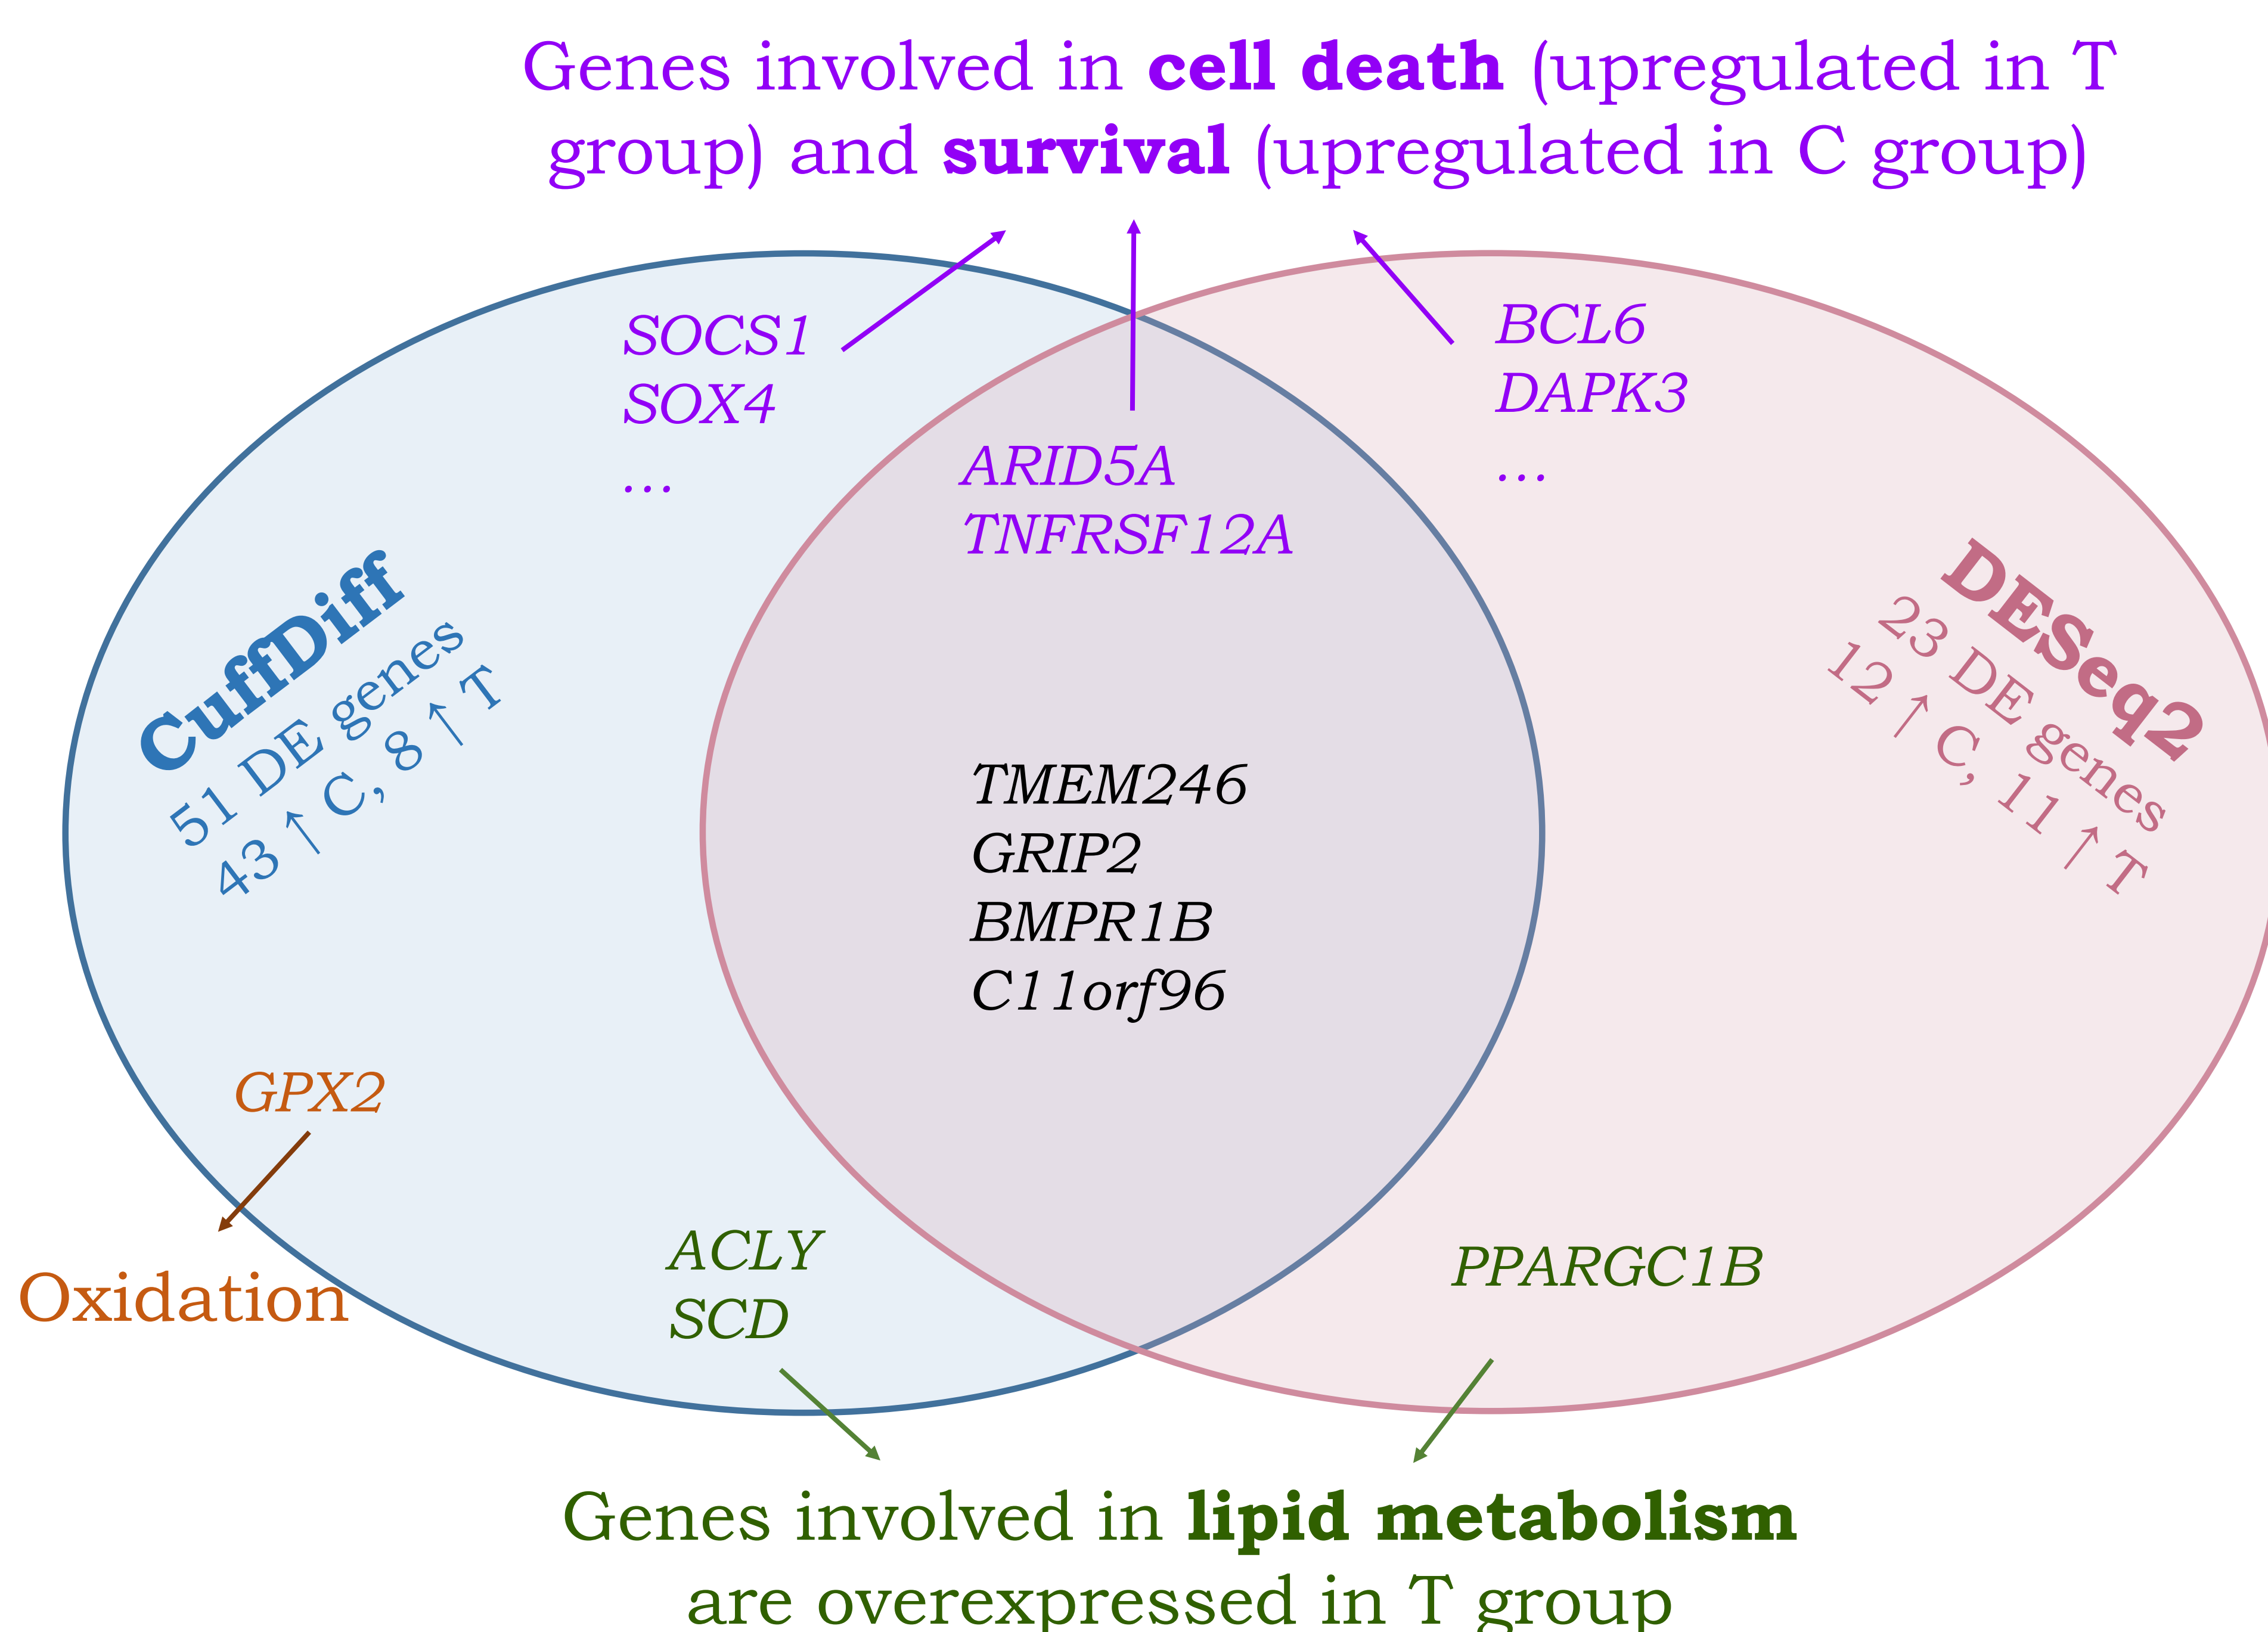 Genes involved in cell death (upregulated in T
group) and survival (upregulated in C group)
SOCS1
SOX4
...
BCL6
DAPK3
...
ARID5A
TNFRSF12A
CuffDiff
51 DE genes
43 ↑ C, 8 ↑ T
DESeq2
23 DE genes
12 ↑ C, 11 ↑ T
TMEM246
GRIP2
BMPR1B
C11orf96
GPX2
Oxidation
ACLY
SCD
PPARGC1B
Genes involved in lipid metabolism
are overexpressed in T group